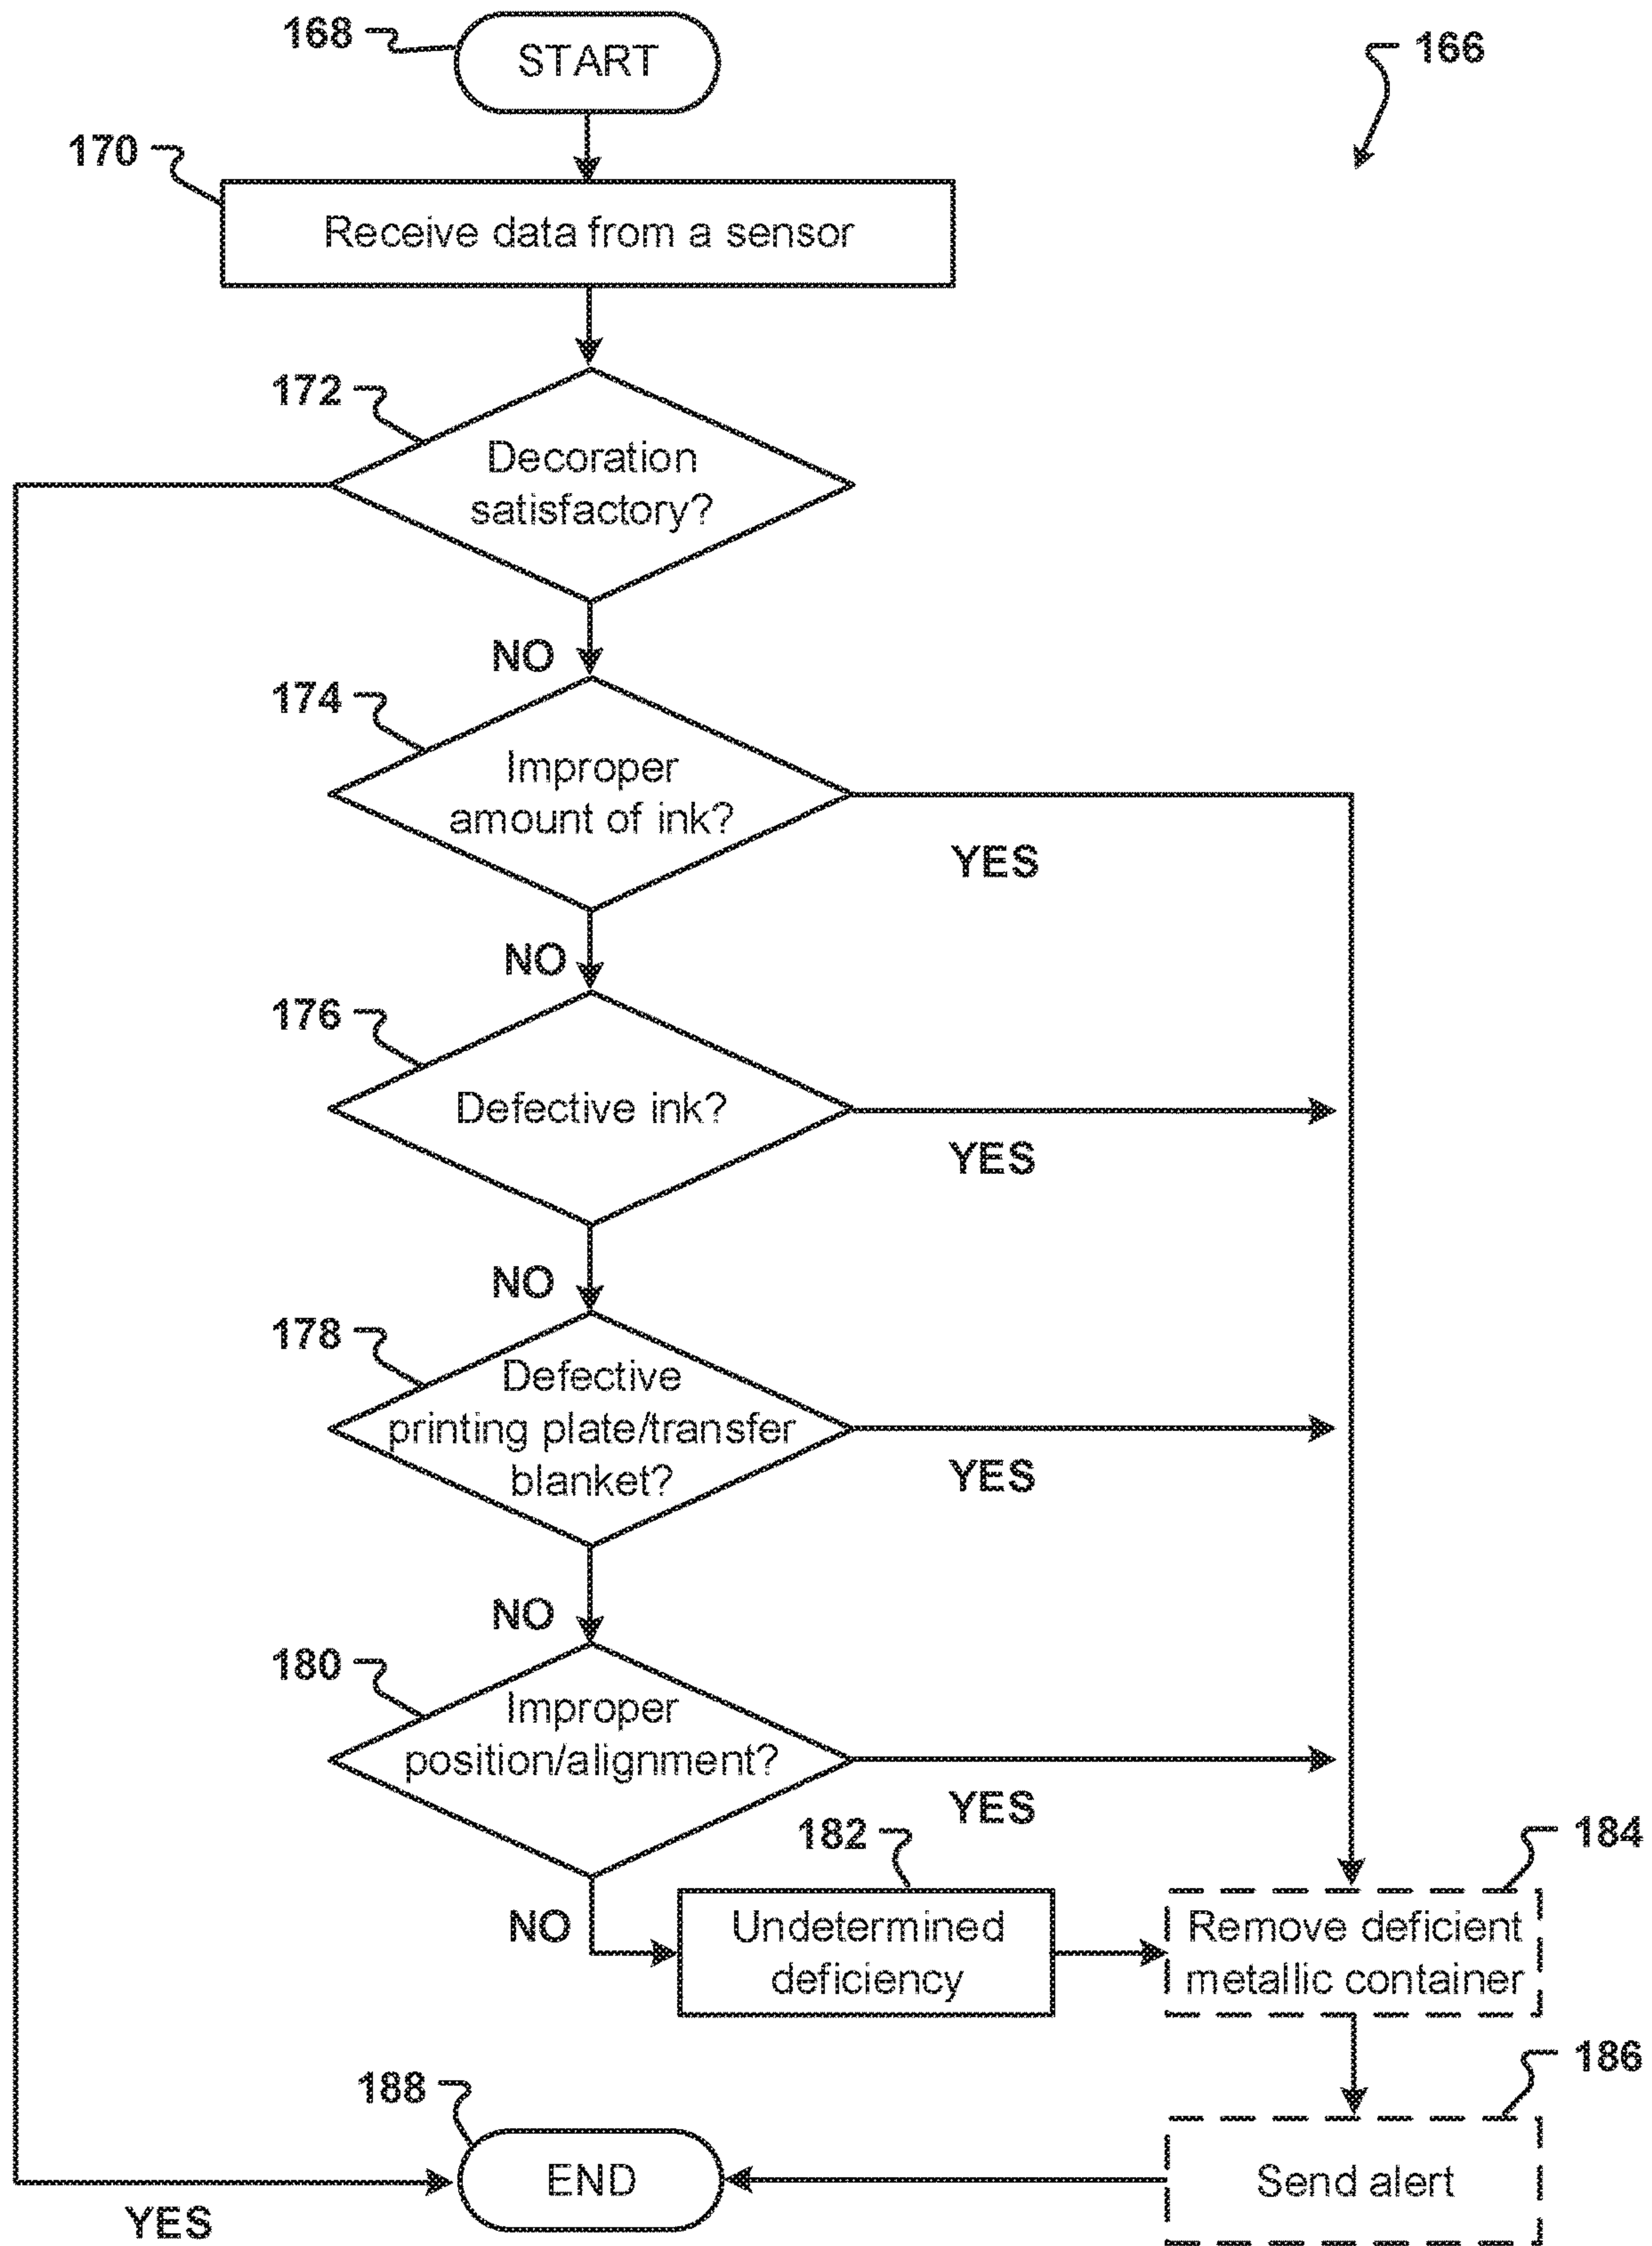 168
START
166
170
Receive data from a sensor
172
Decoration
satisfactory?
NO
174
Improper
amount of ink?
YES
NO
176
Defective ink?
YES
NO
178
Defective
printing plate/transfer
blanket?
YES
NO
180
Improper
position/alignment?
YES
182
184
NO
Undetermined
deficiency
Remove deficient
metallic container
186
188
END
Send alert
YES